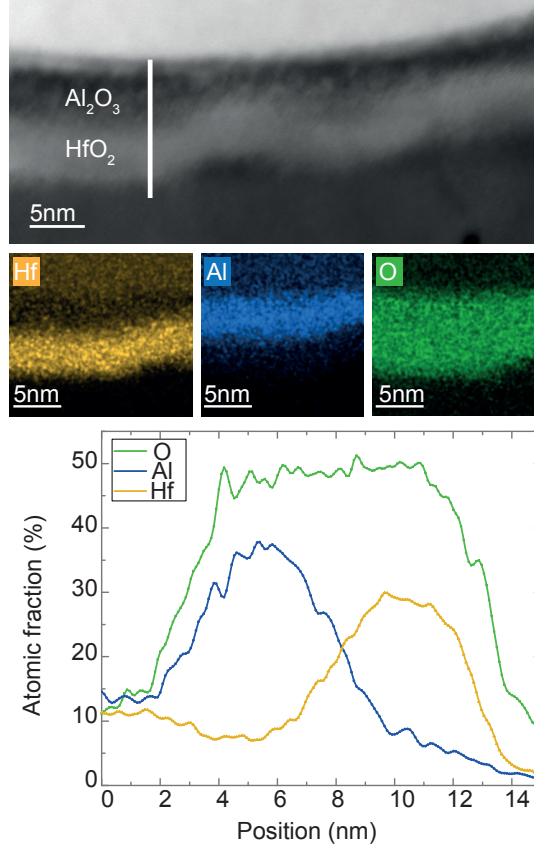 Al₂O₃
HfO₂
5nm
Hf
Al
O
5nm
5nm
5nm
O
Al
Hf
50
40
30
20
10
0
0
2
4
6
8
10
12
14
Atomic fraction (%)
Position (nm)